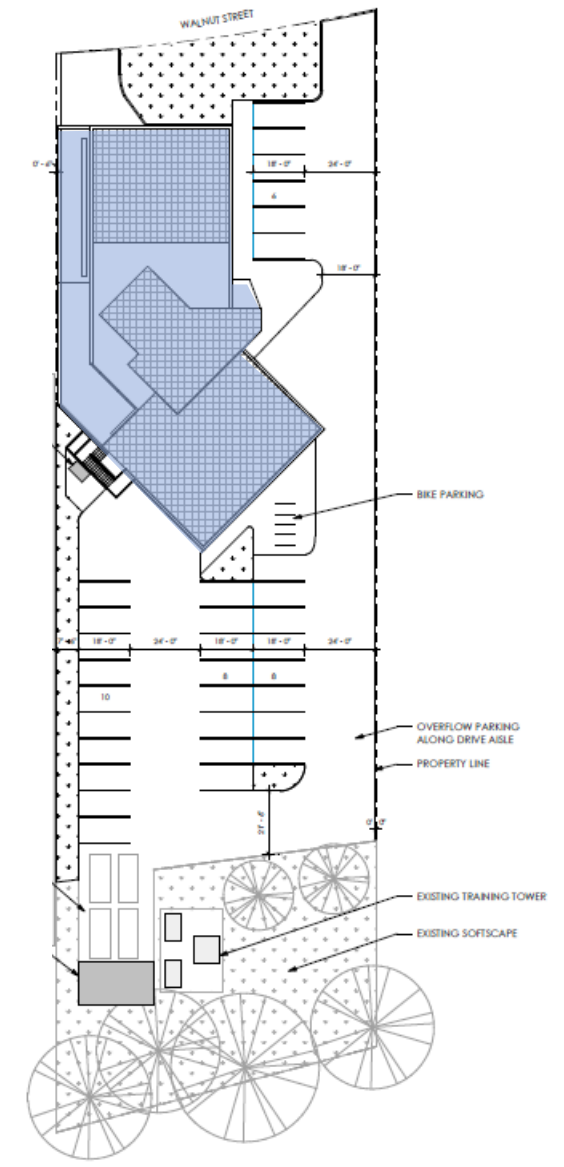 WALNUT STREET
0' - 6"
18' - 0"
24' - 0"
6
18' - 0"
BIKE PARKING
7' - 6"
18' - 0"
24' - 0"
18' - 0"
18' - 0"
24' - 0"
8
8
10
OVERFLOW PARKING
ALONG DRIVE AISLE
PROPERTY LINE
21' - 6"
EXISTING TRAINING TOWER
EXISTING SOFTSCAPE